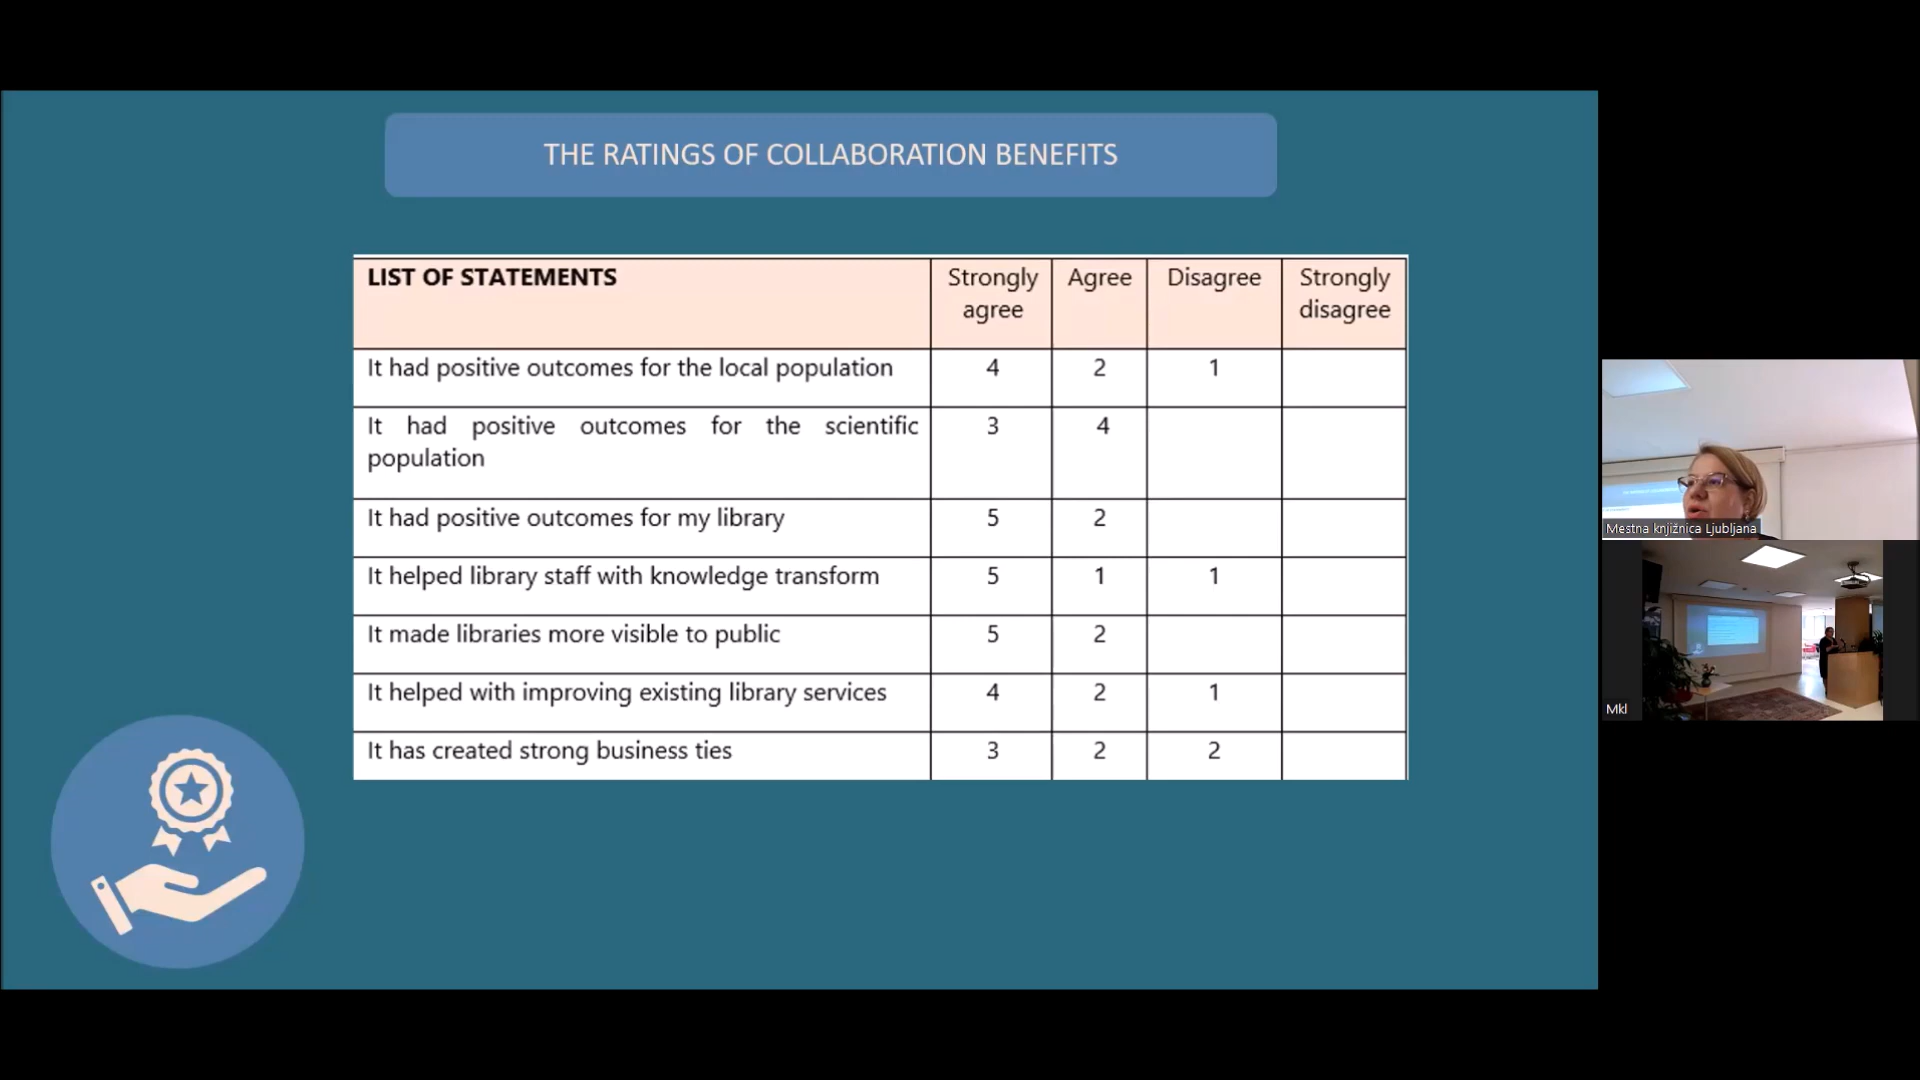 THE RATINGS OF COLLABORATION BENEFITS
LIST OF STATEMENTS Strongly agree Agree Disagree Strongly disagree
It had positive outcomes for the local population 4 2 1
It had positive outcomes for the scientific
population 3 4
It had positive outcomes for my library 5 2
It helped library staff with knowledge transform 5 1 1
It made libraries more visible to public 5 2
It helped with improving existing library services 4 2 1
It has created strong business ties 3 2 2
Mestna knjižnica Ljubljana
Mkl